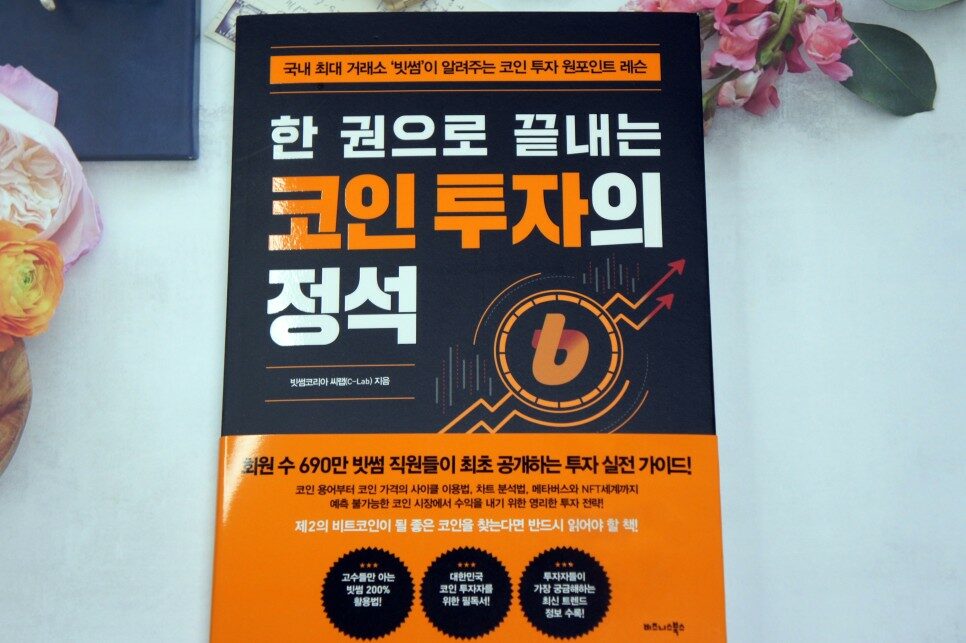 국내 최대 거래소 '빗썸'이 알려주는 코인 투자 원포인트 레슨
한 권으로 끝내는
코인 투자의
정석
빗썸코리아 씨랩(C-Lab) 지음
b
회원 수 690만 빗썸 직원들이 최초 공개하는 투자 실전 가이드!
코인 용어부터 코인 가격의 사이클 이용법, 차트 분석법, 메타버스와 NFT세계까지
예측 불가능한 코인 시장에서 수익을 내기 위한 영리한 투자 전략!
제2의 비트코인이 될 좋은 코인을 찾는다면 반드시 읽어야 할 책!
고수들만 아는
빗썸 200%
활용법!
대한민국
코인 투자자를
위한 필독서!
투자자들이
가장 궁금해하는
최신 트렌드
정보 수록!
비즈니스북스